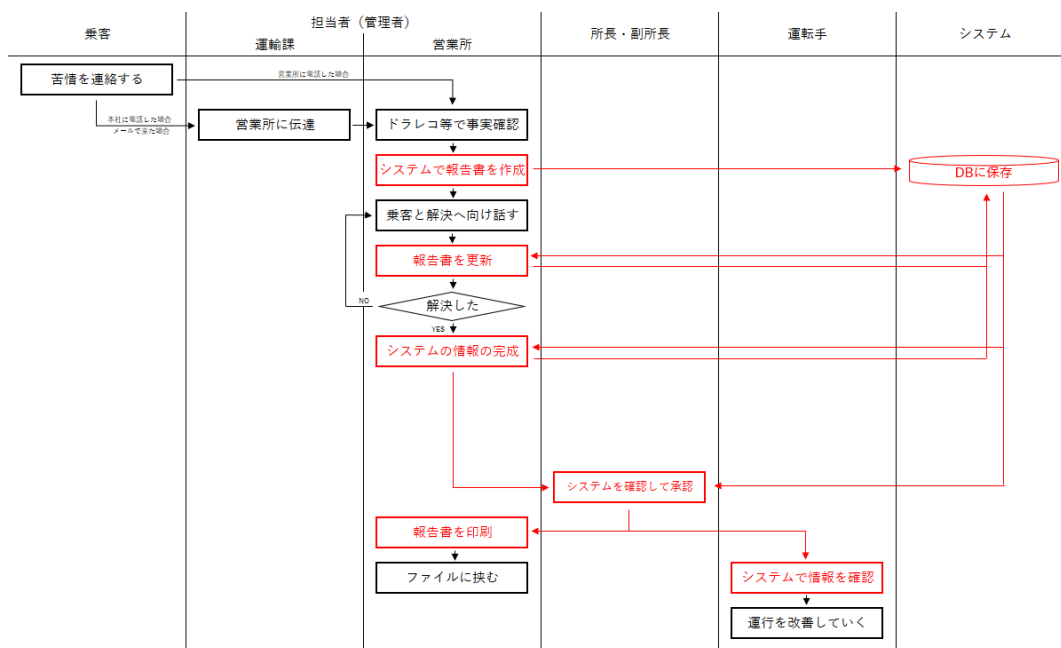 乗客
担当者（管理者）
運輸課
営業所
所長・副所長
運転手
システム
苦情を連絡する
営業所に電話した場合
本社に電話した場合
メールで来た場合
営業所に伝達
ドラレコ等で事実確認
システムで報告書を作成
DBに保存
乗客と解決へ向け話す
報告書を更新
NO
解決した
YES
システムの情報の完成
システムを確認して承認
報告書を印刷
ファイルに挟む
システムで情報を確認
運行を改善していく